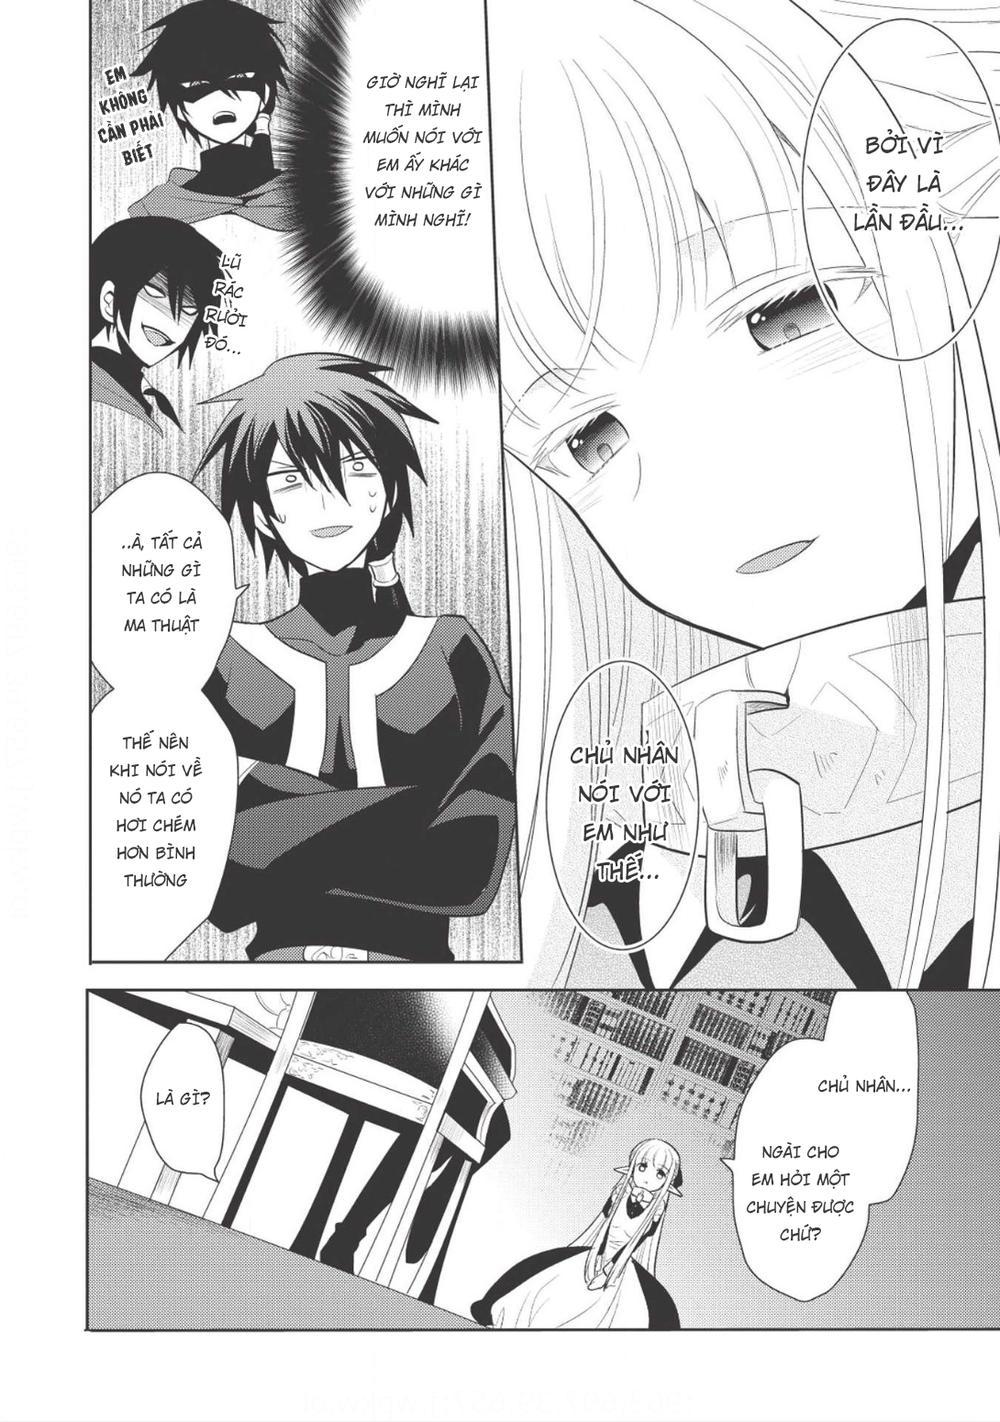 BỞI VÌ
ĐÂY LÀ
LẦN ĐẦU...
CHỦ NHÂN
NÓI VỚI
EM NHƯ
THẾ...
GIỜ NGHĨ LẠI
THÌ MÌNH
MUỐN NÓI VỚI
EM ẤY KHÁC
VỚI NHỮNG GÌ
MÌNH NGHĨ!
EM
KHÔNG
CẦN PHẢI
BIẾT
LŨ
RÁC
RƯỞI
ĐÓ...
..À, TẤT CẢ
NHỮNG GÌ
TA CÓ LÀ
MA THUẬT
THẾ NÊN
KHI NÓI VỀ
NÓ TA CÓ
HƠI CHÉM
HƠN BÌNH
THƯỜNG
CHỦ NHÂN...
NGÀI CHO
EM HỎI MỘT
CHUYỆN ĐƯỢC
CHỨ?
LÀ GÌ?